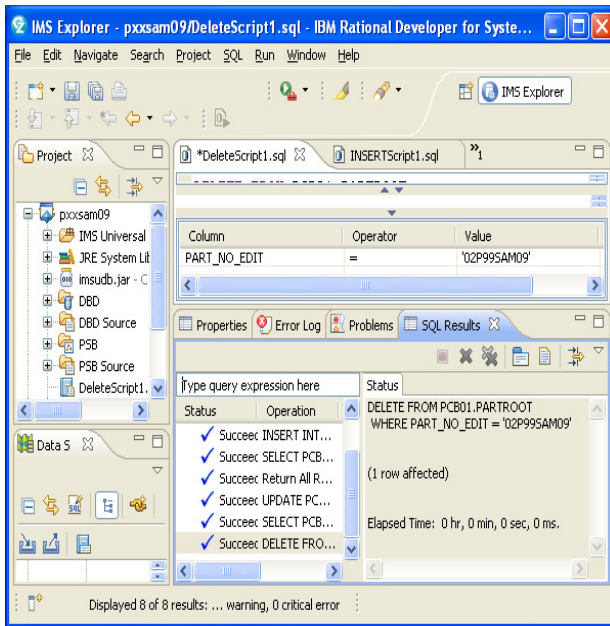 IMS Explorer - pxxsam09/DeleteScript1.sql - IBM Rational Developer for Syste...
File Edit Navigate Search Project SQL Run Window Help
IMS Explorer
Project
*DeleteScript1.sql
INSERTScript1.sql
»1
pxxsam09
IMS Universal
JRE System Lit
imsudb.jar - C
DBD
DBD Source
PSB
PSB Source
DeleteScript1.
Column Operator Value
PART_NO_EDIT = '02P99SAM09'
Properties Error Log Problems SQL Results
Type query expression here
Status Operation
Succeec INSERT INT...
Succeec SELECT PCB...
Succeec Return All R...
Succeec UPDATE PC...
Succeec SELECT PCB...
Succeec DELETE FRO...
Status
DELETE FROM PCB01.PARTROOT
WHERE PART_NO_EDIT = '02P99SAM09'
(1 row affected)
Elapsed Time: 0 hr, 0 min, 0 sec, 0 ms.
Data S
Displayed 8 of 8 results: ... warning, 0 critical error